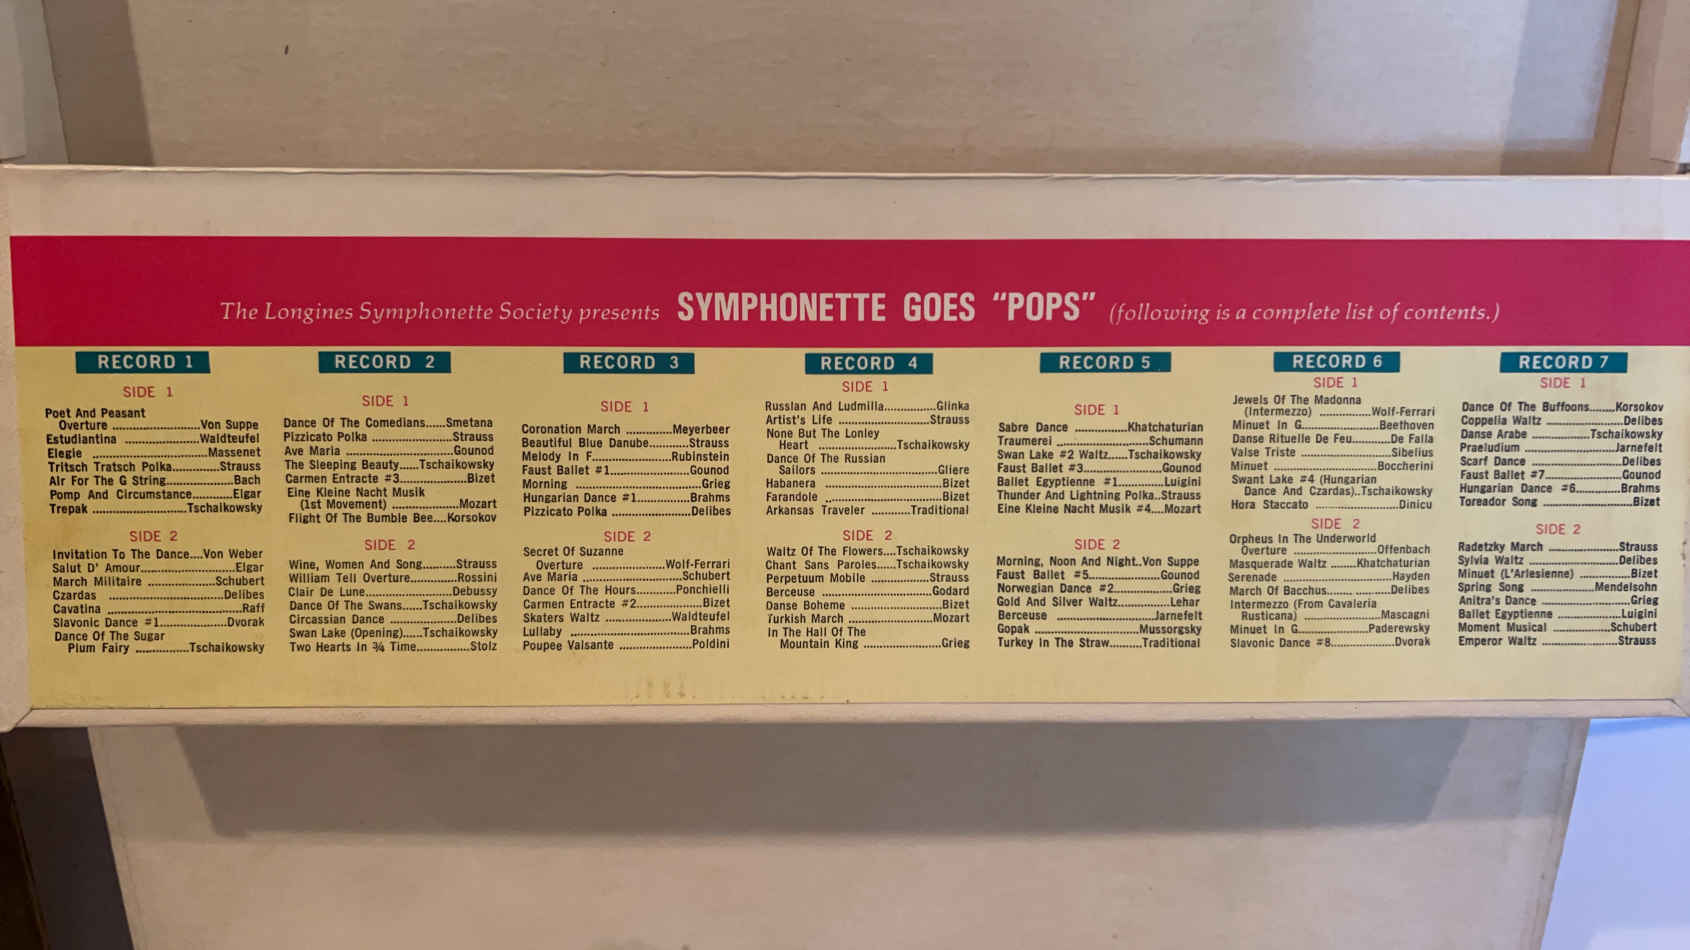 The Longines Symphonette Society presents SYMPHONETTE GOES "POPS" (following is a complete list of contents.)
RECORD 1
SIDE 1
Poet And Peasant
Overture ........................Von Suppe
Estudiantina ....................Waldteufel
Elegie ...............................Massenet
Tritsch Tratsch Polka.............Strauss
Air For The G String...................Bach
Pomp And Circumstance...........Elgar
Trepak ..........................Tschaikowsky
SIDE 2
Invitation To The Dance....Von Weber
Salut D' Amour..........................Elgar
March Militaire ...................Schubert
Czardas ...................................Delibes
Cavatina .....................................Raff
Slavonic Dance #1...................Dvorak
Dance Of The Sugar
Plum Fairy ...............Tschaikowsky
RECORD 2
SIDE 1
Dance Of The Comedians......Smetana
Pizzicato Polka .......................Strauss
Ave Maria ..............................Gounod
The Sleeping Beauty......Tschaikowsky
Carmen Entracte #3...................Bizet
Eine Kleine Nacht Musik
(1st Movement) ...................Mozart
Flight Of The Bumble Bee....Korsokov
SIDE 2
Wine, Women And Song.........Strauss
William Tell Overture.............Rossini
Clair De Lune........................Debussy
Dance Of The Swans......Tschaikowsky
Circassian Dance ...................Delibes
Swan Lake (Opening)......Tschaikowsky
Two Hearts In ¾ Time...............Stolz
RECORD 3
SIDE 1
Coronation March ...........Meyerbeer
Beautiful Blue Danube...........Strauss
Melody In F.......................Rubinstein
Faust Ballet #1.......................Gounod
Morning ...................................Grieg
Hungarian Dance #1...............Brahms
Pizzicato Polka .......................Delibes
SIDE 2
Secret Of Suzanne
Overture .....................Wolf-Ferrari
Ave Maria ............................Schubert
Dance Of The Hours...........Ponchielli
Carmen Entracte #2...................Bizet
Skaters Waltz ....................Waldteufel
Lullaby ...................................Brahms
Poupee Valsante .....................Poldini
RECORD 4
SIDE 1
Russian And Ludmilla...............Glinka
Artist's Life ...........................Strauss
None But The Lonley
Heart .......................Tschaikowsky
Dance Of The Russian
Sailors ...................................Gliere
Habanera ...................................Bizet
Farandole ...................................Bizet
Arkansas Traveler ...........Traditional
SIDE 2
Waltz Of The Flowers....Tschaikowsky
Chant Sans Paroles......Tschaikowsky
Perpetuum Mobile .................Strauss
Berceuse .................................Godard
Danse Boheme ...........................Bizet
Turkish March .........................Mozart
In The Hall Of The
Mountain King .......................Grieg
RECORD 5
SIDE 1
Sabre Dance ...............Khatchaturian
Traumerei ...........................Schumann
Swan Lake #2 Waltz......Tschaikowsky
Faust Ballet #3.......................Gounod
Ballet Egyptienne #1.............Luigini
Thunder And Lightning Polka..Strauss
Eine Kleine Nacht Musik #4....Mozart
SIDE 2
Morning, Noon And Night..Von Suppe
Faust Ballet #5.......................Gounod
Norwegian Dance #2.................Grieg
Gold And Silver Waltz...............Lehar
Berceuse ...............................Jarnefelt
Gopak ...............................Mussorgsky
Turkey In The Straw.........Traditional
RECORD 6
SIDE 1
Jewels Of The Madonna
(Intermezzo) ...............Wolf-Ferrari
Minuet In G.......................Beethoven
Danse Rituelle De Feu...........De Falla
Valse Triste ...........................Sibelius
Minuet ...............................Boccherini
Swant Lake #4 (Hungarian
Dance And Czardas)..Tschaikowsky
Hora Staccato .........................Dinicu
SIDE 2
Orpheus In The Underworld
Overture .......................Offenbach
Masquerade Waltz .......Khatchaturian
Serenade ...............................Hayden
March Of Bacchus...................Delibes
Intermezzo (From Cavaleria
Rusticana) .......................Mascagni
Minuet In G.....................Paderewsky
Slavonic Dance #8...................Dvorak
RECORD 7
SIDE 1
Dance Of The Buffoons........Korsokov
Coppelia Waltz .......................Delibes
Danse Arabe .................Tschaikowsky
Praeludium ...........................Jarnefelt
Scarf Dance ...........................Delibes
Faust Ballet #7.......................Gounod
Hungarian Dance #6.............Brahms
Toreador Song ...........................Bizet
SIDE 2
Radetzky March .....................Strauss
Sylvia Waltz ...........................Delibes
Minuet (L'Arlesienne) ...............Bizet
Spring Song .....................Mendelsohn
Anitra's Dance .........................Grieg
Ballet Egyptienne ...................Luigini
Moment Musical .................Schubert
Emperor Waltz .......................Strauss